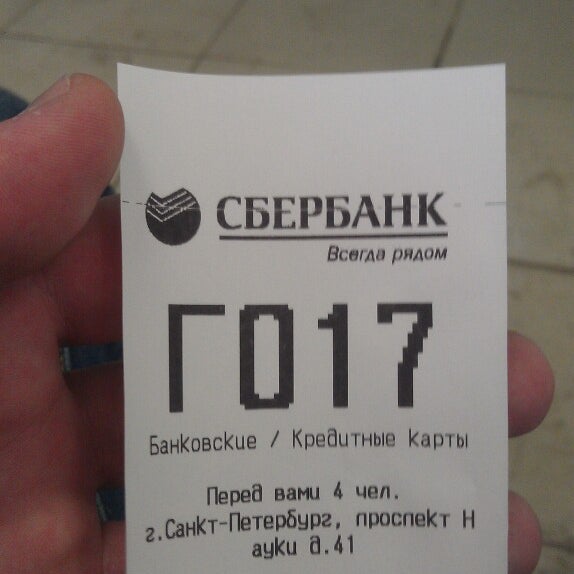 СБЕРБАНК
Всегда рядом
Г017
Банковские / Кредитные карты
Перед вами 4 чел.
г.Санкт-Петербург, проспект Н
ауки д.41